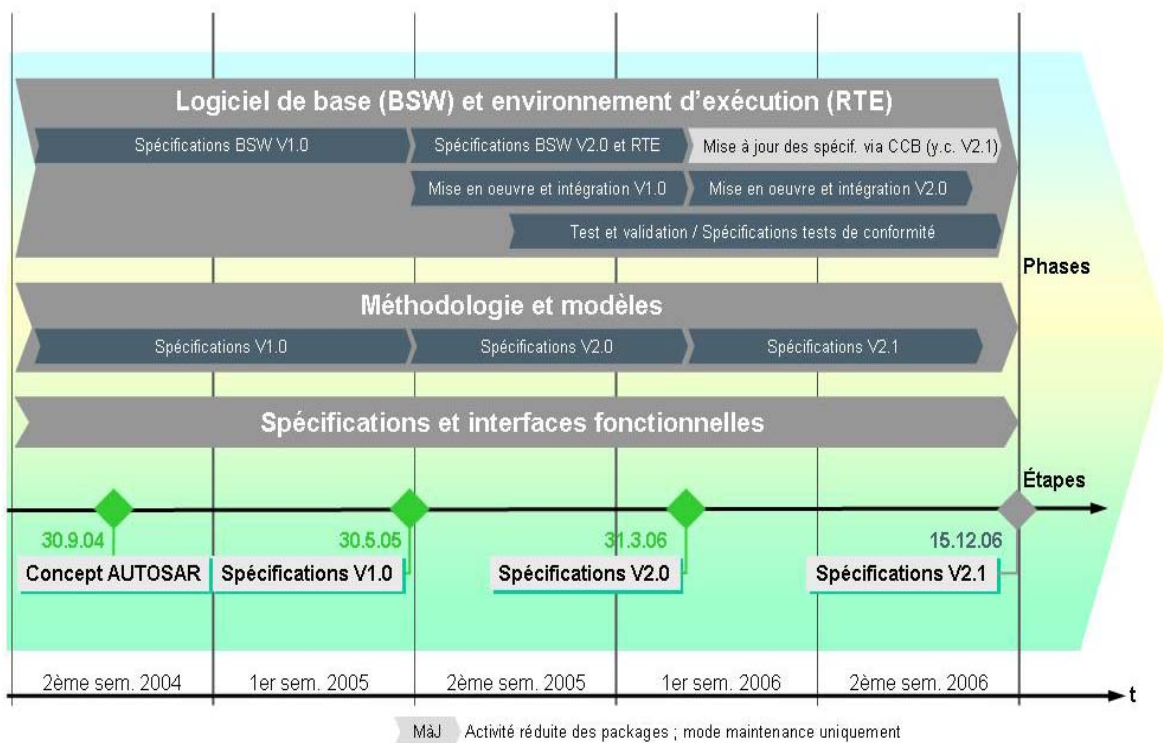 Logiciel de base (BSW) et environnement d'exécution (RTE)
Spécifications BSW V1.0
Spécifications BSW V2.0 et RTE
Mise à jour des spécif. via CCB (y.c. V2.1)
Mise en oeuvre et intégration V1.0
Mise en oeuvre et intégration V2.0
Test et validation / Spécifications tests de conformité
Phases
Méthodologie et modèles
Spécifications V1.0
Spécifications V2.0
Spécifications V2.1
Spécifications et interfaces fonctionnelles
Étapes
30.9.04
30.5.05
31.3.06
15.12.06
Concept AUTOSAR
Spécifications V1.0
Spécifications V2.0
Spécifications V2.1
2ème sem. 2004
1er sem. 2005
2ème sem. 2005
1er sem. 2006
2ème sem. 2006
t
MàJ
Activité réduite des packages ; mode maintenance uniquement